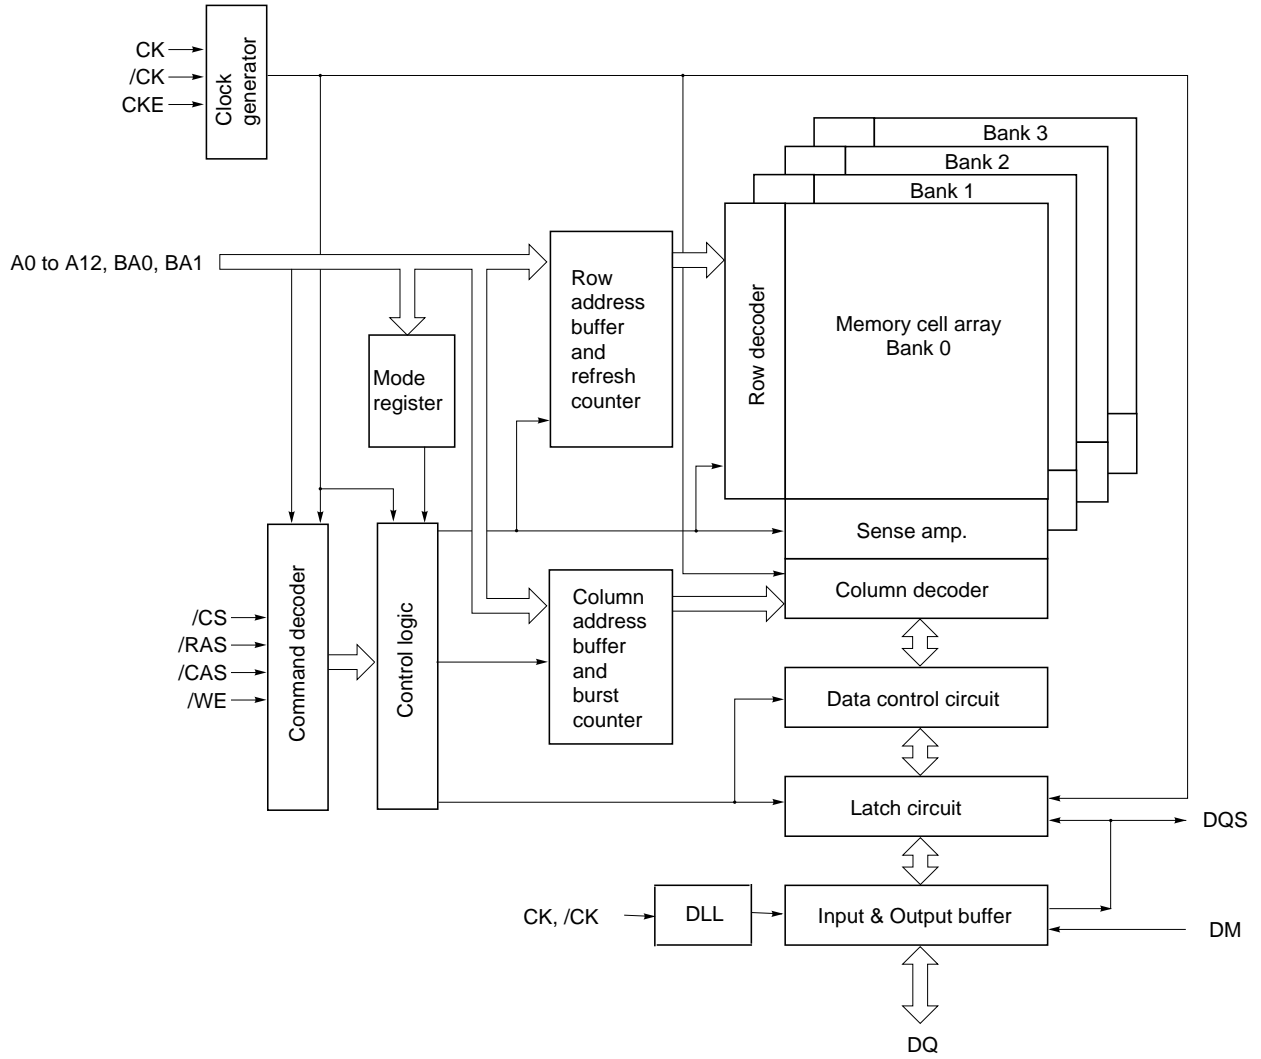 CK
/CK
CKE
Clock
generator
Bank 3
Bank 2
Bank 1
A0 to A12, BA0, BA1
Row
address
buffer
and
refresh
counter
Row decoder
Memory cell array
Bank 0
Mode
register
Sense amp.
Column decoder
/CS
/RAS
/CAS
/WE
Command decoder
Control logic
Column
address
buffer
and
burst
counter
Data control circuit
Latch circuit
DQS
CK, /CK
DLL
Input & Output buffer
DM
DQ